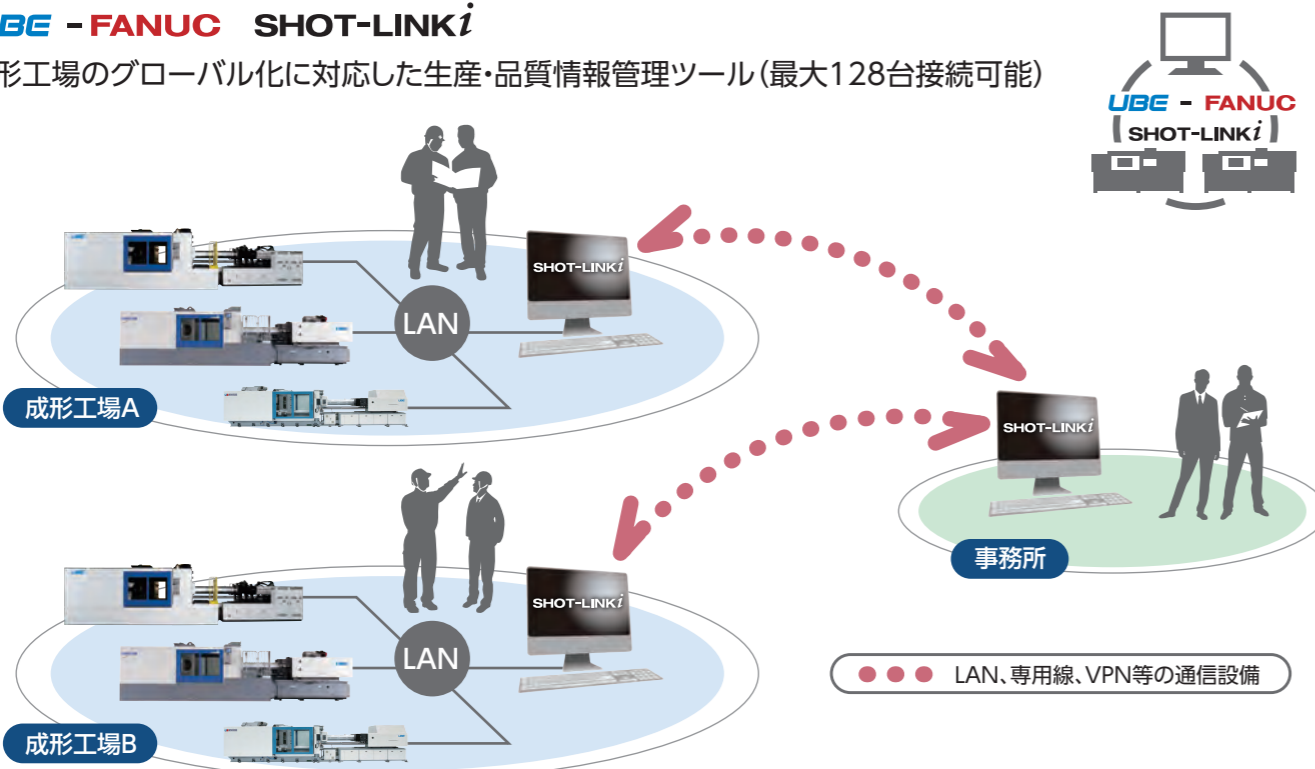 UBE - FANUC SHOT-LINKi
形工場のグローバル化に対応した生産・品質情報管理ツール（最大128台接続可能）
UBE - FANUC
SHOT-LINKi
SHOT-LINKi
LAN
成形工場A
SHOT-LINKi
事務所
SHOT-LINKi
LAN
LAN、専用線、VPN等の通信設備
成形工場B